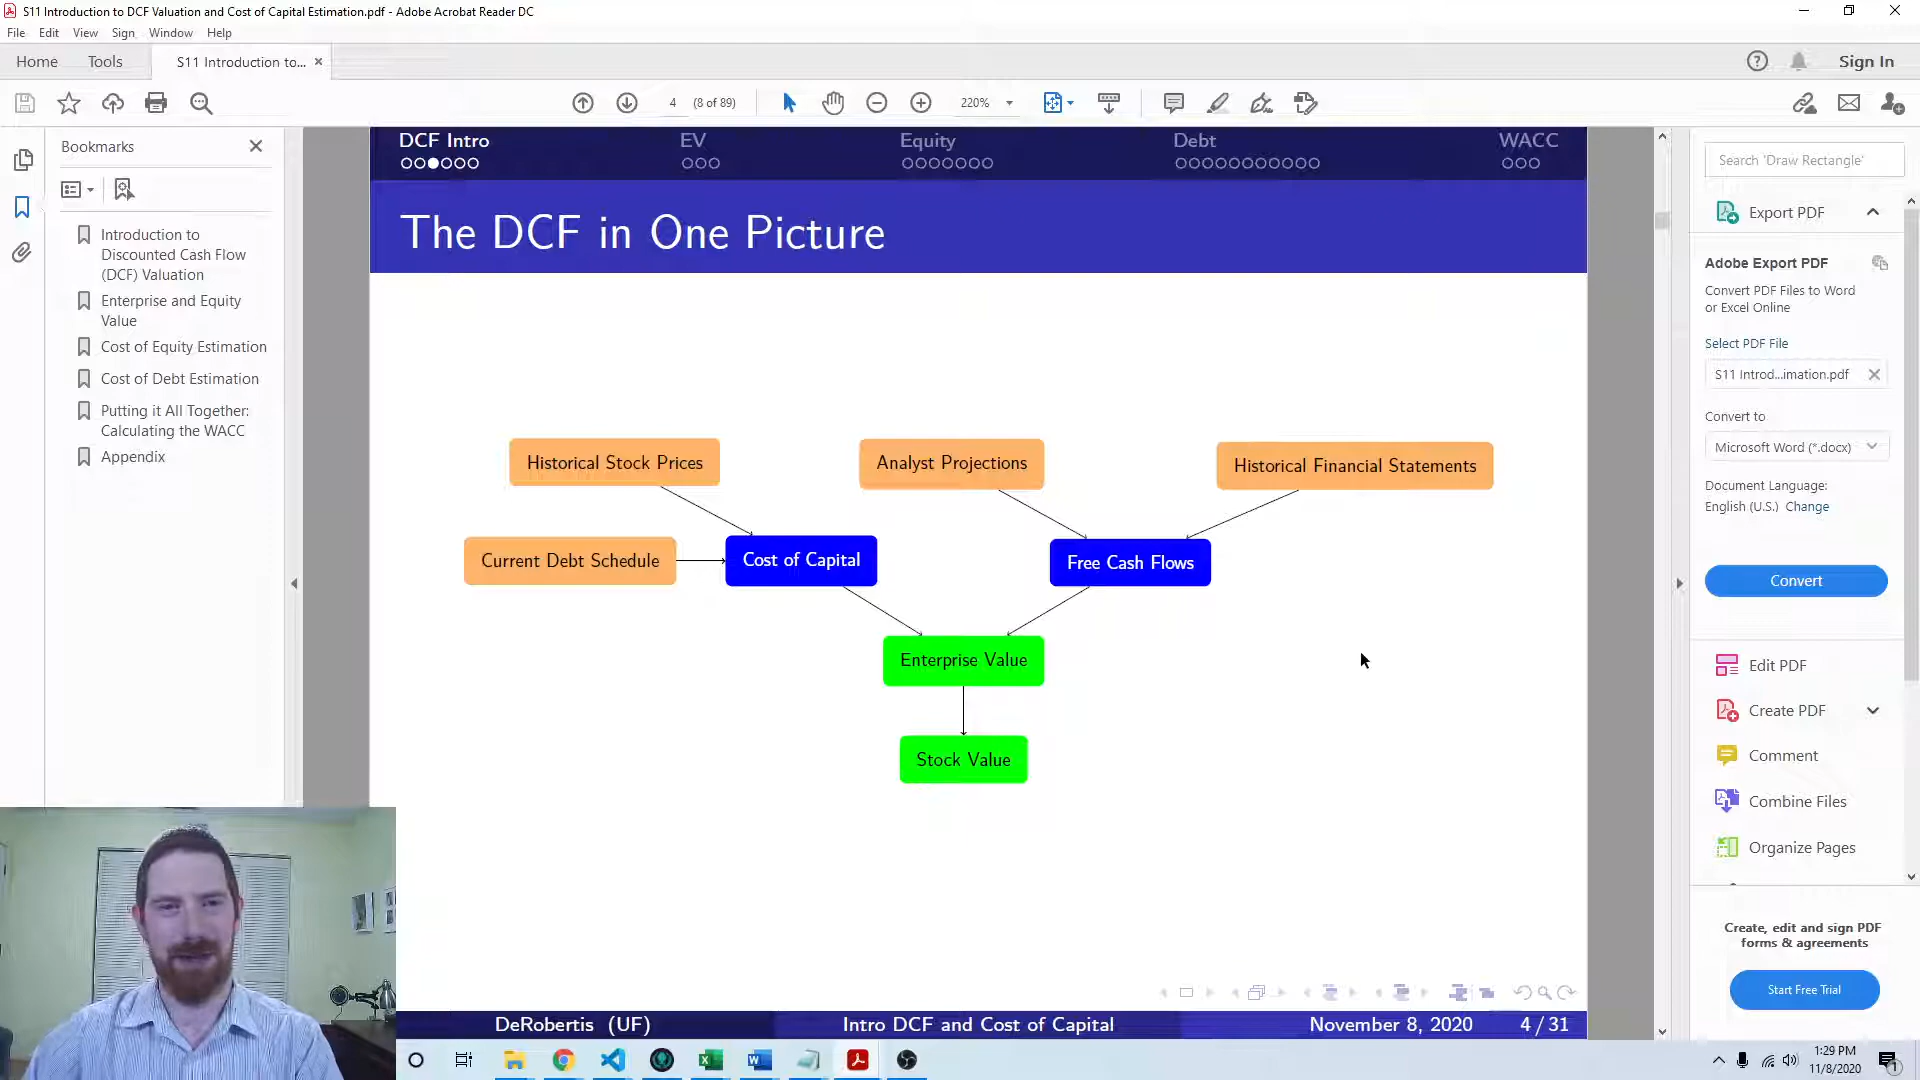 S11 Introduction to DCF Valuation and Cost of Capital Estimation.pdf - Adobe Acrobat Reader DC
File Edit View Sign Window Help
Home Tools S11 Introduction to... × Sign In
4 (8 of 89) 220%
Bookmarks
Introduction to
Discounted Cash Flow
(DCF) Valuation
Enterprise and Equity
Value
Cost of Equity Estimation
Cost of Debt Estimation
Putting it All Together:
Calculating the WACC
Appendix
DCF Intro EV Equity Debt WACC
The DCF in One Picture
Historical Stock Prices
Analyst Projections
Historical Financial Statements
Current Debt Schedule
Cost of Capital
Free Cash Flows
Enterprise Value
Stock Value
DeRobertis (UF) Intro DCF and Cost of Capital November 8, 2020 4 / 31
Search 'Draw Rectangle'
Export PDF
Adobe Export PDF
Convert PDF Files to Word
or Excel Online
Select PDF File
S11 Introd...imation.pdf
Convert to
Microsoft Word (*.docx)
Document Language:
English (U.S.) Change
Convert
Edit PDF
Create PDF
Comment
Combine Files
Organize Pages
Create, edit and sign PDF
forms & agreements
Start Free Trial
1:29 PM
11/8/2020
1